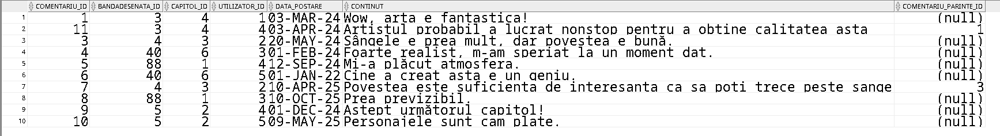 COMENTARIU_ID BANDADESENATA_ID CAPITOL_ID UTILIZATOR_ID DATA_POSTARE CONTINUT COMENTARIU_PARINTE_ID
1 1 3 4 1 03-MAR-24 Wow, arta e fantastica! (null)
2 11 3 4 4 03-APR-24 Artistul probabil a lucrat nonstop pentru a obtine calitatea asta 1
3 3 4 3 2 20-MAY-24 Sângele e prea mult, dar povestea e bună. (null)
4 4 40 6 3 01-FEB-24 Foarte realist, m-am speriat la un moment dat. (null)
5 5 88 1 4 12-SEP-24 Mi-a plăcut atmosfera. (null)
6 6 40 6 5 01-JAN-22 Cine a creat asta e un geniu. (null)
7 7 4 3 2 10-APR-25 Povestea este suficienta de interesanta ca sa poti trece peste sange 3
8 8 88 1 3 10-OCT-25 Prea previzibil. (null)
9 9 5 2 4 01-DEC-24 Astept următorul capitol! (null)
10 10 5 2 5 09-MAY-25 Personajele sunt cam plate. (null)